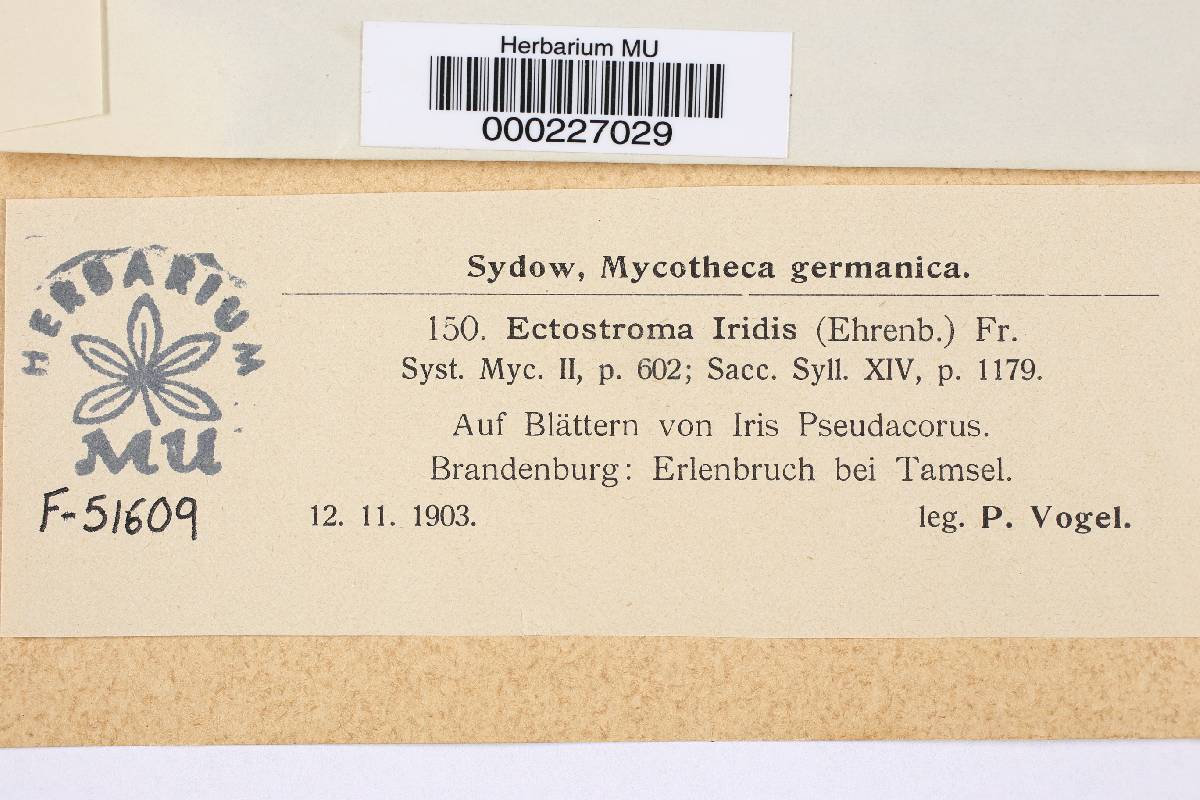 Herbarium MU
000227029
HERBARIUM
MU
F-51609
Sydow, Mycotheca germanica.
150. Ectostroma Iridis (Ehrenb.) Fr.
Syst. Myc. II, p. 602; Sacc. Syll. XIV, p. 1179.
Auf Blättern von Iris Pseudacorus.
Brandenburg: Erlenbruch bei Tamsel.
12. 11. 1903. leg. P. Vogel.